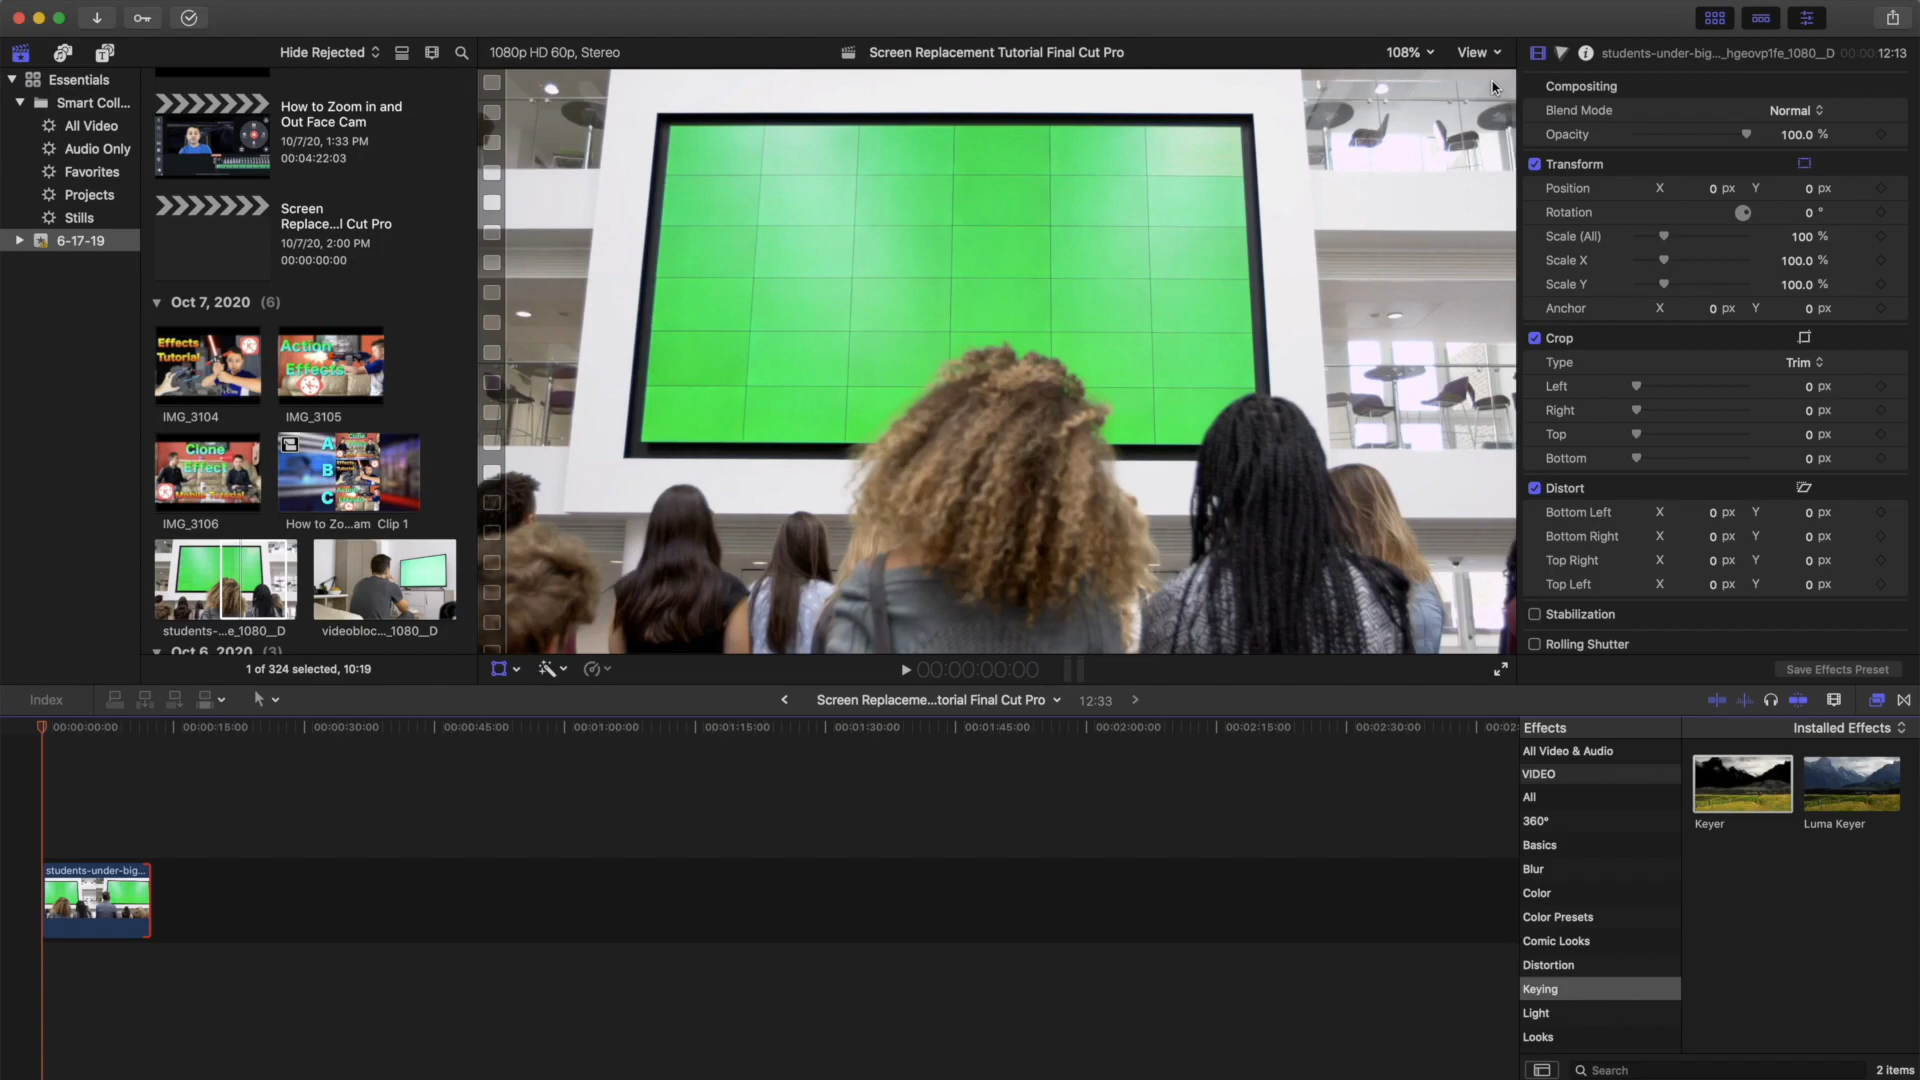 Hide Rejected
1080p HD 60p, Stereo
Screen Replacement Tutorial Final Cut Pro
108%
View
students-under-big..._hgeovp1fe_1080__D
00:00:12:13
Essentials
Smart Coll...
All Video
Audio Only
Favorites
Projects
Stills
6-17-19
How to Zoom in and
Out Face Cam
10/7/20, 1:33 PM
00:04:22:03
Screen
Replace...l Cut Pro
10/7/20, 2:00 PM
00:00:00:00
Oct 7, 2020 (6)
Effects
Tutorial
Action
Effects
IMG_3104
IMG_3105
Clone
Effect
Mobile Tutorial
A
B
C
IMG_3106
How to Zo...am Clip 1
students-...e_1080__D
videobloc..._1080__D
Oct 6, 2020 (3)
1 of 324 selected, 10:19
00:00:00:00
Compositing
Blend Mode
Normal
Opacity
100.0 %
Transform
Position X 0 px Y 0 px
Rotation 0 °
Scale (All) 100 %
Scale X 100.0 %
Scale Y 100.0 %
Anchor X 0 px Y 0 px
Crop
Type Trim
Left 0 px
Right 0 px
Top 0 px
Bottom 0 px
Distort
Bottom Left X 0 px Y 0 px
Bottom Right X 0 px Y 0 px
Top Right X 0 px Y 0 px
Top Left X 0 px Y 0 px
Stabilization
Rolling Shutter
Save Effects Preset
Index
Screen Replaceme...torial Final Cut Pro
12:33
00:00:00:00 00:00:15:00 00:00:30:00 00:00:45:00 00:01:00:00 00:01:15:00 00:01:30:00 00:01:45:00 00:02:00:00 00:02:15:00 00:02:30:00 00:02:
students-under-big...
Effects
Installed Effects
All Video & Audio
VIDEO
All
360°
Basics
Blur
Color
Color Presets
Comic Looks
Distortion
Keying
Light
Looks
Keyer
Luma Keyer
Search
2 items